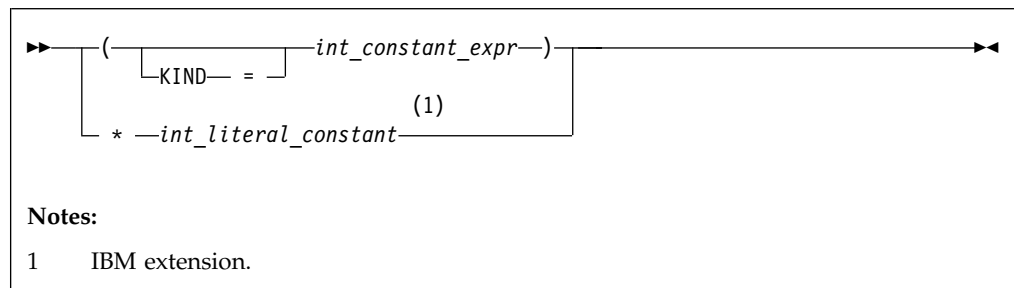 ( int_constant_expr )
KIND =
(1)
* int_literal_constant
Notes:
1 IBM extension.